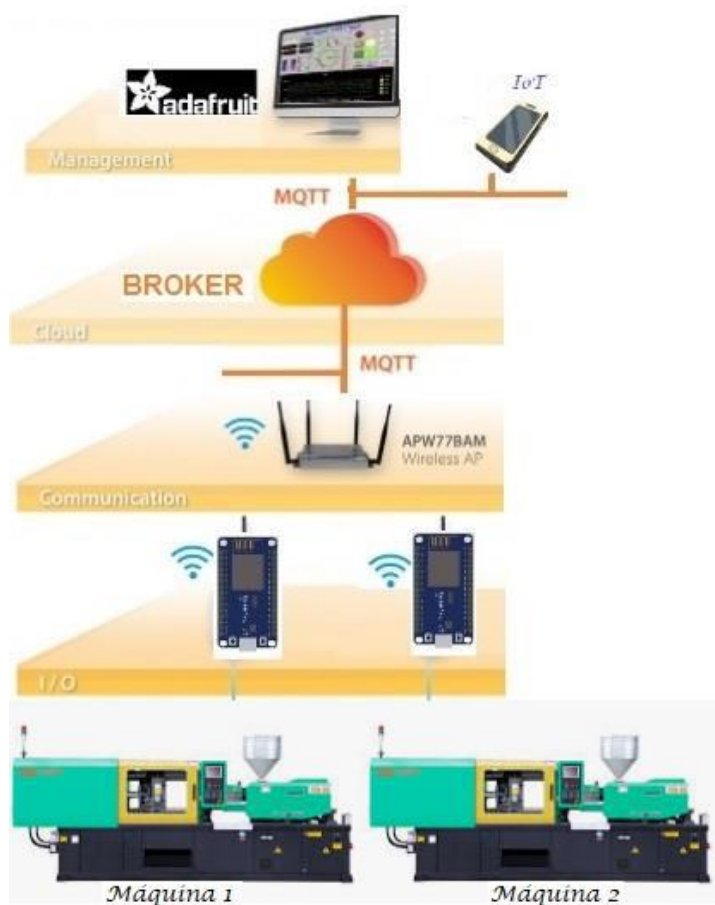 adafruit
IoT
Management
MQTT
BROKER
Cloud
MQTT
APW77BAM
Wireless AP
Communication
I/O
Máquina 1
Máquina 2